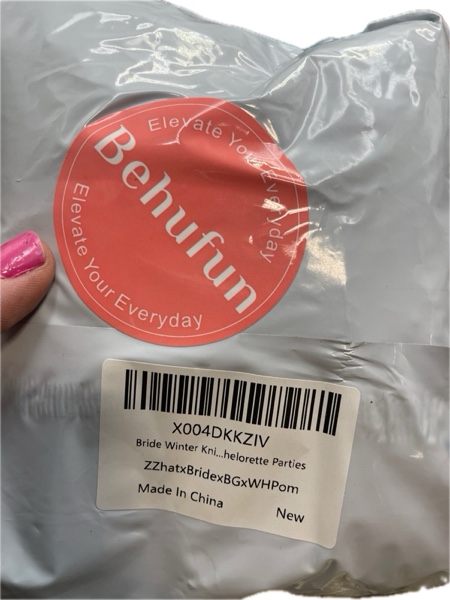 Elevate Your Everyday
Behufun
Elevate Your Everyday
X004DKKZIV
Bride Winter Kni...helorette Parties
ZZhatxBridexBGxWHPom
Made In China
New